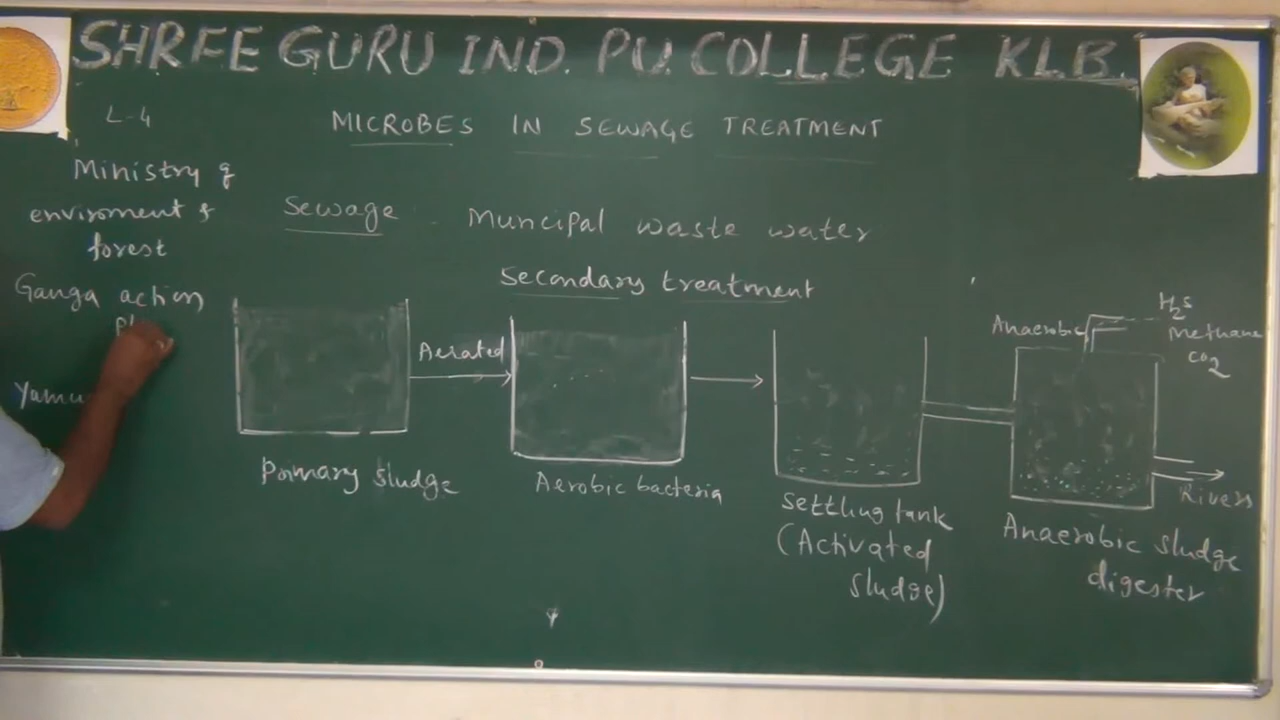 SHREE GURU IND. PU. COLLEGE KLB.
L-4
MICROBES IN SEWAGE TREATMENT
Ministry of
enviroment &
forest
Sewage - Muncipal waste water
Ganga action
Secondary treatment
Aerated
Anaerobic
H2S
Methane
CO2
Primary sludge
Aerobic bacteria
Settling tank
(Activated
sludge)
Rivers
Anaerobic sludge
digester